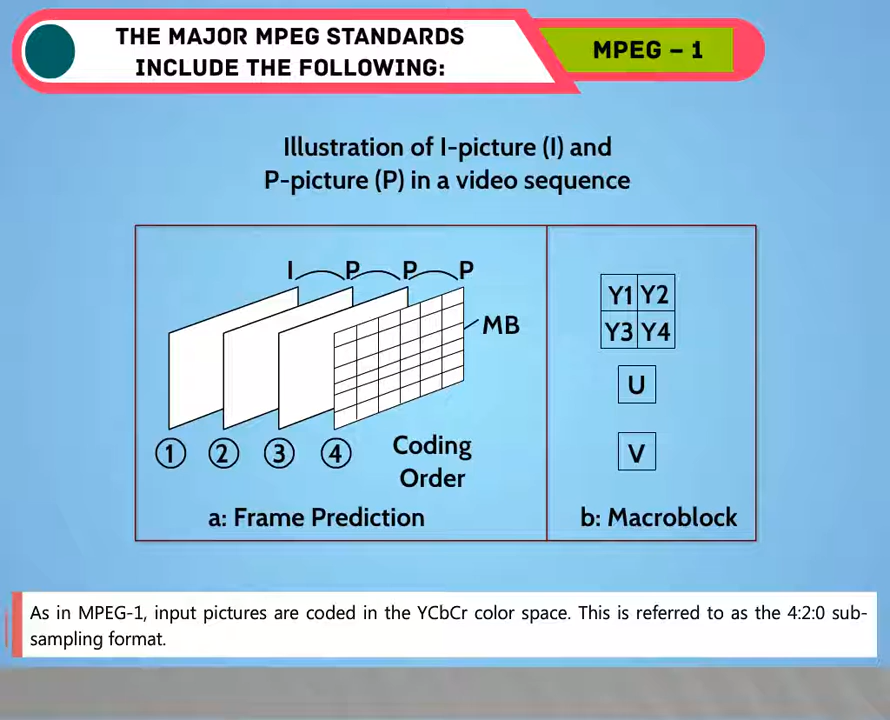 THE MAJOR MPEG STANDARDS
INCLUDE THE FOLLOWING:
MPEG – 1
Illustration of I-picture (I) and
P-picture (P) in a video sequence
I P P P
MB
1 2 3 4
Coding
Order
a: Frame Prediction
Y1 Y2
Y3 Y4
U
V
b: Macroblock
As in MPEG-1, input pictures are coded in the YCbCr color space. This is referred to as the 4:2:0 sub-
sampling format.